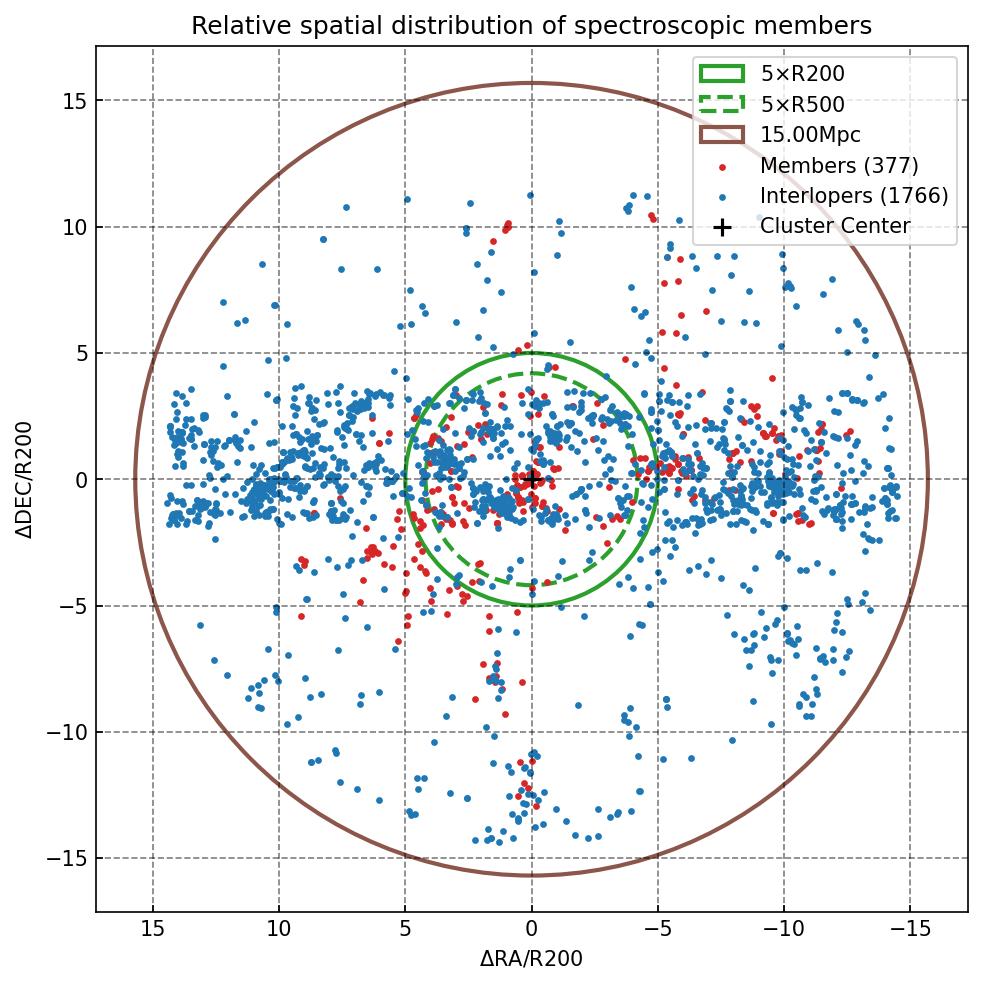 Relative spatial distribution of spectroscopic members
5×R200
5×R500
15.00Mpc
Members (377)
Interlopers (1766)
Cluster Center
ΔDEC/R200
15
10
5
0
−5
−10
−15
15
10
5
0
−5
−10
−15
ΔRA/R200